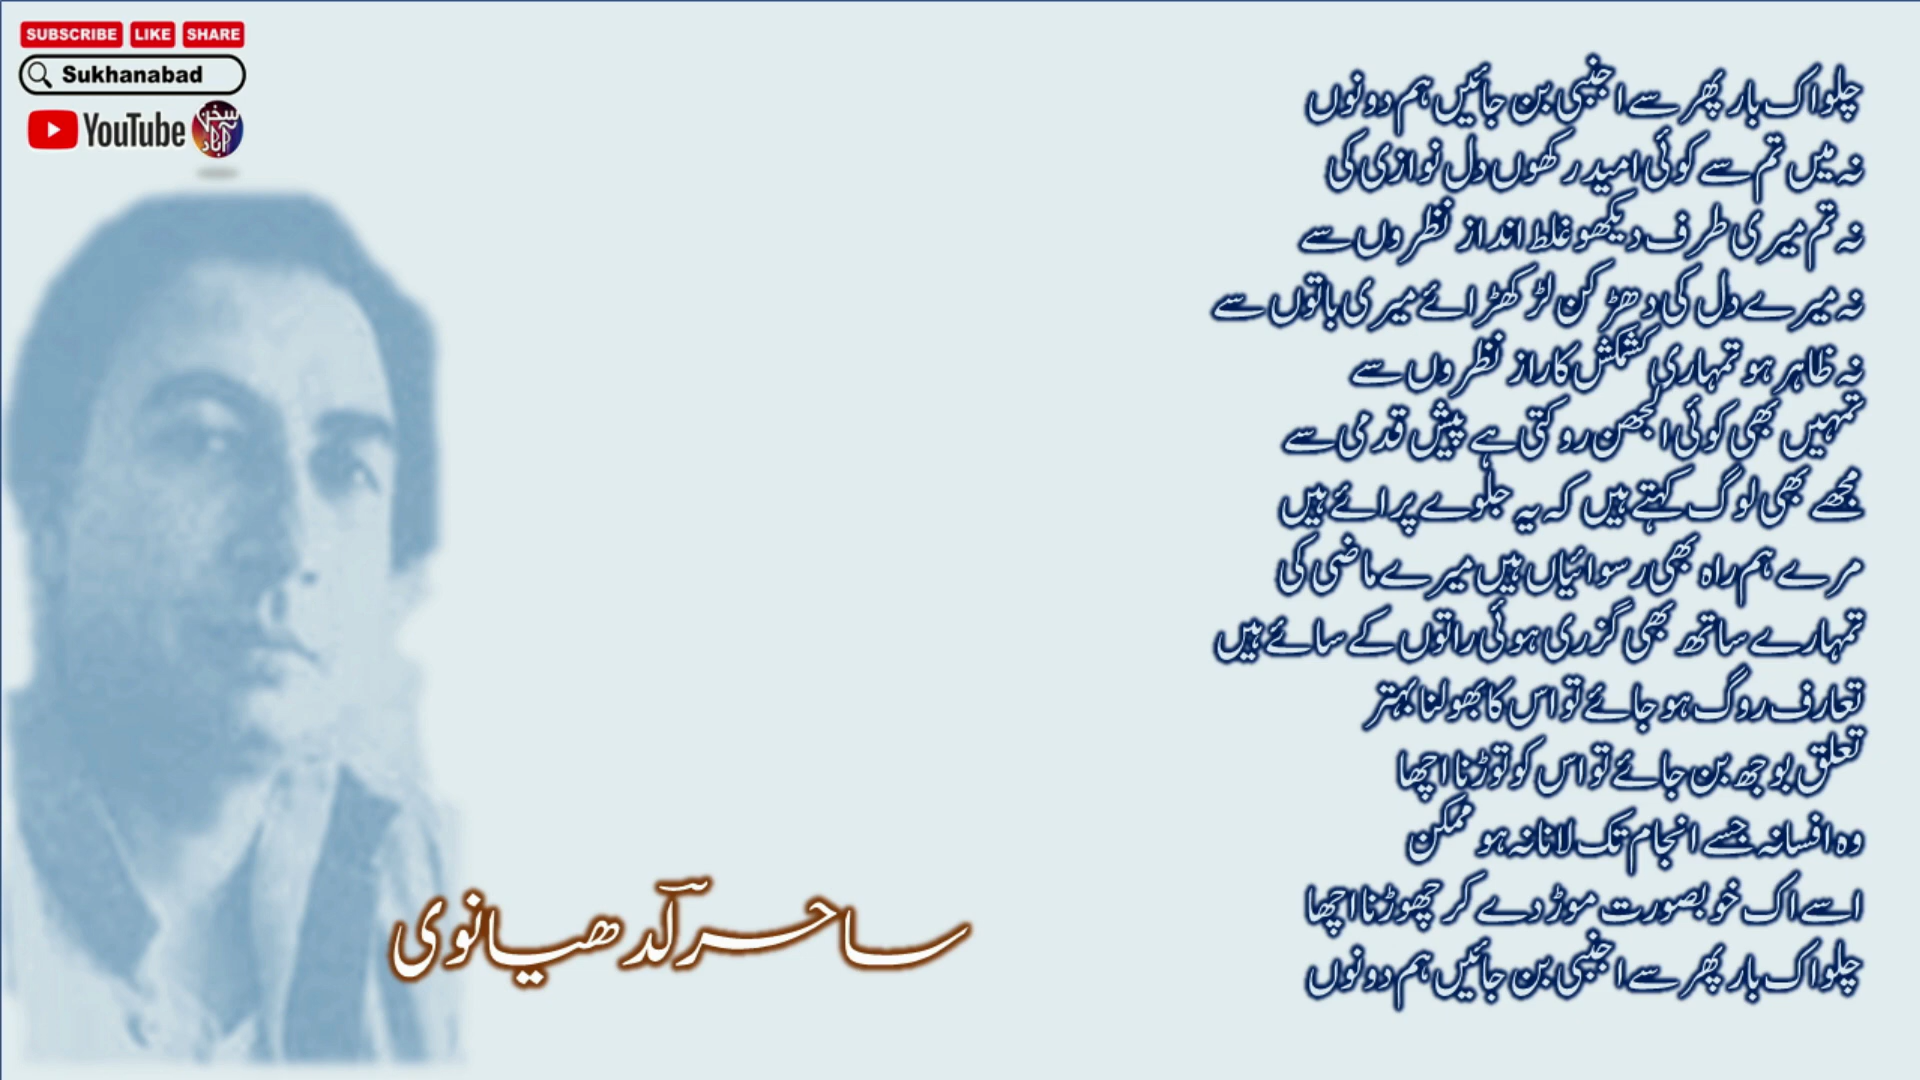 SUBSCRIBE LIKE SHARE
Sukhanabad
YouTube سخن آباد
چلو اک بار پھر سے اجنبی بن جائیں ہم دونوں
نہ میں تم سے کوئی امید رکھوں دل نوازی کی
نہ تم میری طرف دیکھو غلط انداز نظروں سے
نہ میرے دل کی دھڑکن لڑکھڑائے میری باتوں سے
نہ ظاہر ہو تمہاری کشمکش کا راز نظروں سے
تمہیں بھی کوئی الجھن روکتی ہے پیش قدمی سے
مجھے بھی لوگ کہتے ہیں کہ یہ جلوے پرائے ہیں
مرے ہم راہ بھی رسوائیاں ہیں میرے ماضی کی
تمہارے ساتھ بھی گزری ہوئی راتوں کے سائے ہیں
تعارف روگ ہو جائے تو اس کا بھولنا بہتر
تعلق بوجھ بن جائے تو اس کو توڑنا اچھا
وہ افسانہ جسے انجام تک لانا نہ ہو ممکن
اسے اک خوبصورت موڑ دے کر چھوڑنا اچھا
چلو اک بار پھر سے اجنبی بن جائیں ہم دونوں
ساحر لدھیانوی